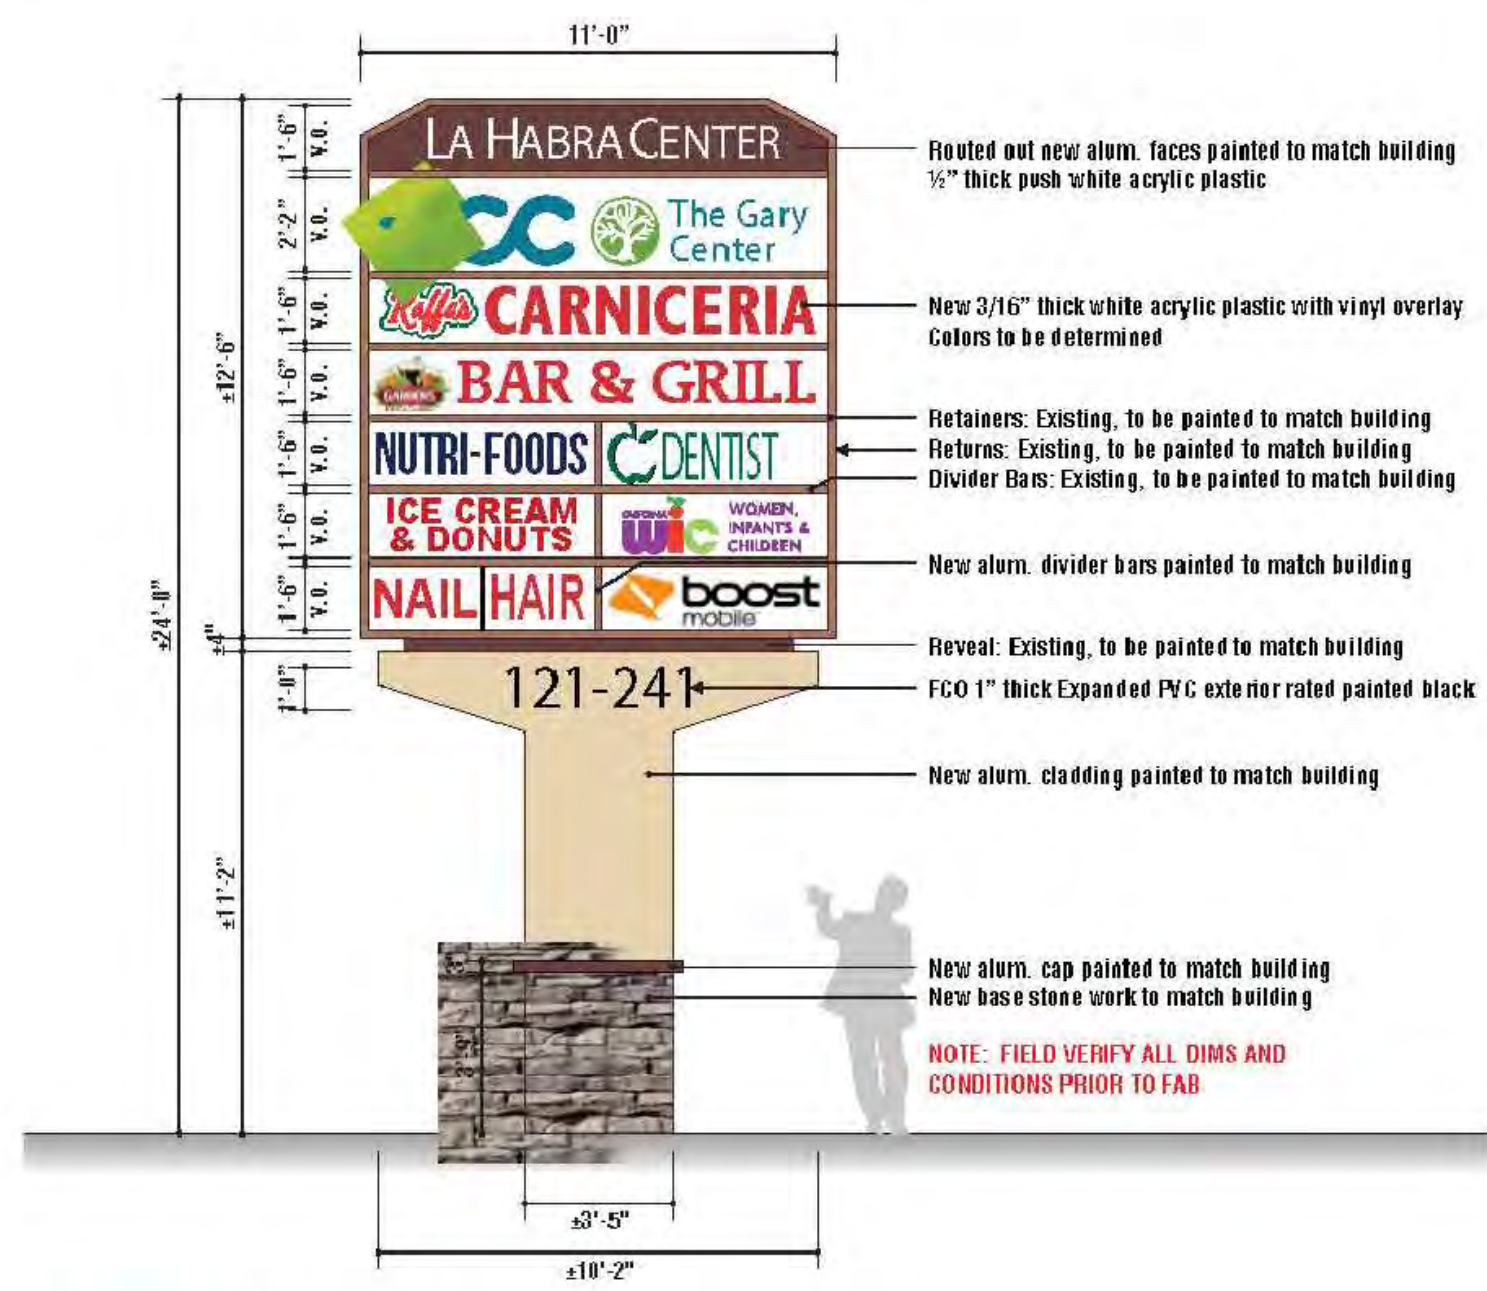 11'-0"
1'-6" V.O.
LA HABRA CENTER
Routed out new alum. faces painted to match building
½" thick push white acrylic plastic
2'-2" V.O.
CC
The Gary
Center
1'-6" V.O.
Raffa's CARNICERIA
New 3/16" thick white acrylic plastic with vinyl overlay
Colors to be determined
±12'-6"
1'-6" V.O.
GARDENS
BAR & GRILL
Retainers: Existing, to be painted to match building
Returns: Existing, to be painted to match building
Divider Bars: Existing, to be painted to match building
1'-6" V.O.
NUTRI-FOODS
DENTIST
1'-6" V.O.
ICE CREAM
& DONUTS
CALIFORNIA
WiC
WOMEN,
INFANTS &
CHILDREN
New alum. divider bars painted to match building
1'-6" V.O.
NAIL
HAIR
boost
mobile
±24'-0"
±4"
Reveal: Existing, to be painted to match building
1'-0"
121-241
FCO 1" thick Expanded PVC exterior rated painted black
New alum. cladding painted to match building
±11'-2"
3"
New alum. cap painted to match building
New base stone work to match building
3'-9"
NOTE: FIELD VERIFY ALL DIMS AND
CONDITIONS PRIOR TO FAB
±3'-5"
±10'-2"